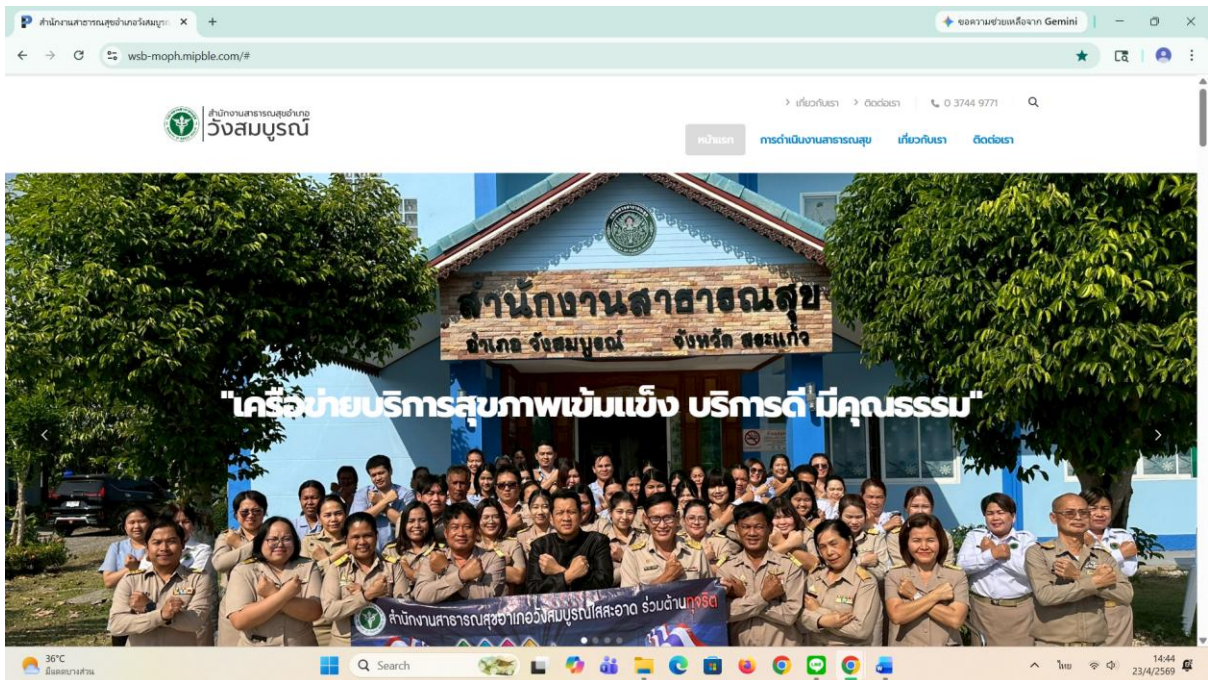 สำนักงานสาธารณสุขอำเภอวังสมบูรณ
ขอความช่วยเหลือจาก Gemini
wsb-moph.mipble.com/#
เกี่ยวกับเรา
ติดต่อเรา
0 3744 9771
สำนักงานสาธารณสุขอำเภอ
วังสมบูรณ์
หน้าแรก
การดำเนินงานสาธารณสุข
เกี่ยวกับเรา
ติดต่อเรา
สำนักงานสาธารณสุข
อำเภอ วังสมบูรณ์ จังหวัด สระแก้ว
"เครือข่ายบริการสุขภาพเข้มแข็ง บริการดี มีคุณธรรม"
สำนักงานสาธารณสุขอำเภอวังสมบูรณ์ใสสะอาด ร่วมต้านทุจริต
36°C
มีแดดบางส่วน
Search
ไทย
14:44
23/4/2569